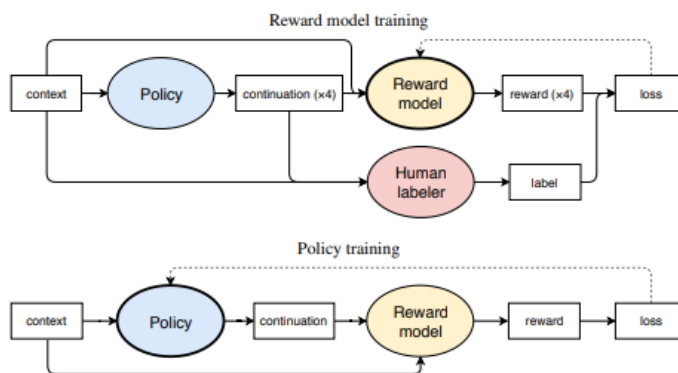 Reward model training
context
Policy
continuation (×4)
Reward
model
reward (×4)
loss
Human
labeler
label
Policy training
context
Policy
continuation
Reward
model
reward
loss